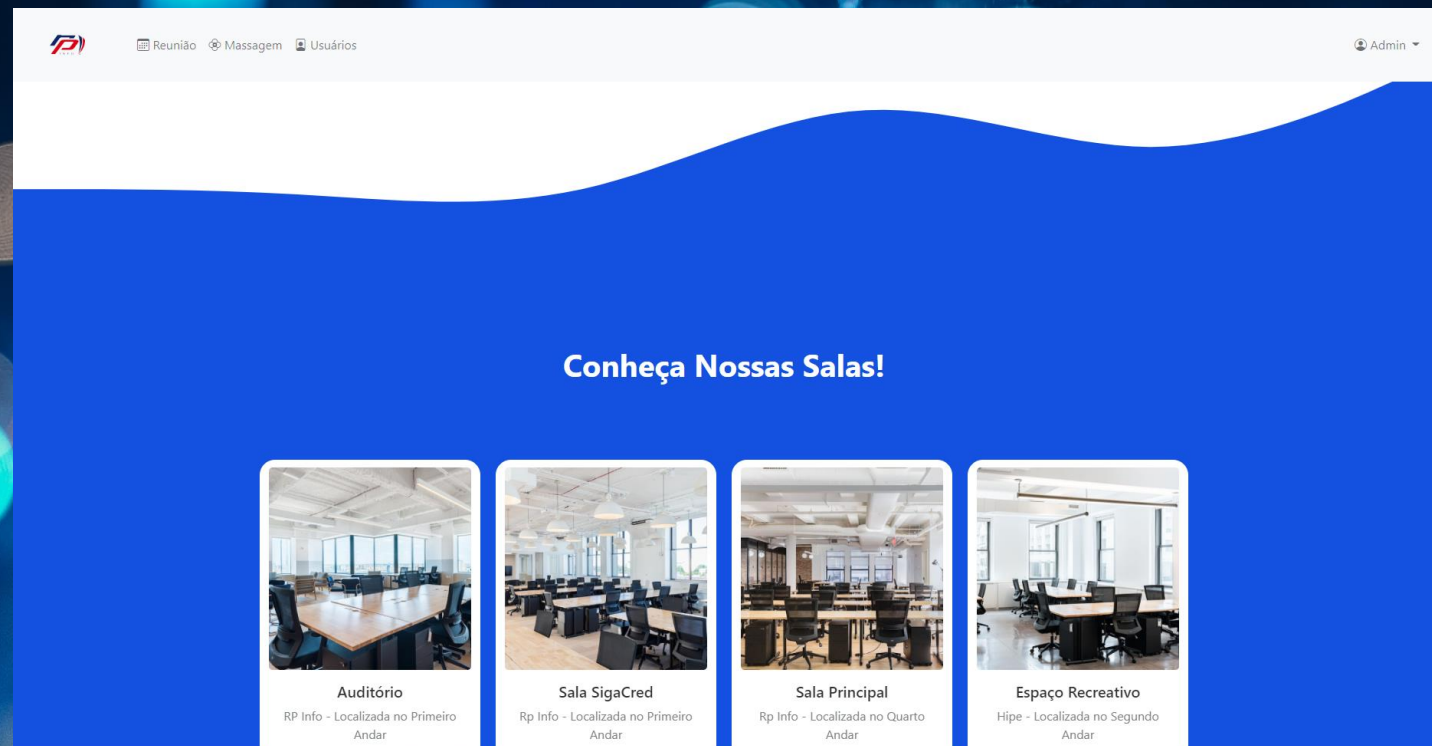 Reunião Massagem Usuários Admin
Conheça Nossas Salas!
Auditório
RP Info - Localizada no Primeiro
Andar
Sala SigaCred
Rp Info - Localizada no Primeiro
Andar
Sala Principal
Rp Info - Localizada no Quarto
Andar
Espaço Recreativo
Hipe - Localizada no Segundo
Andar